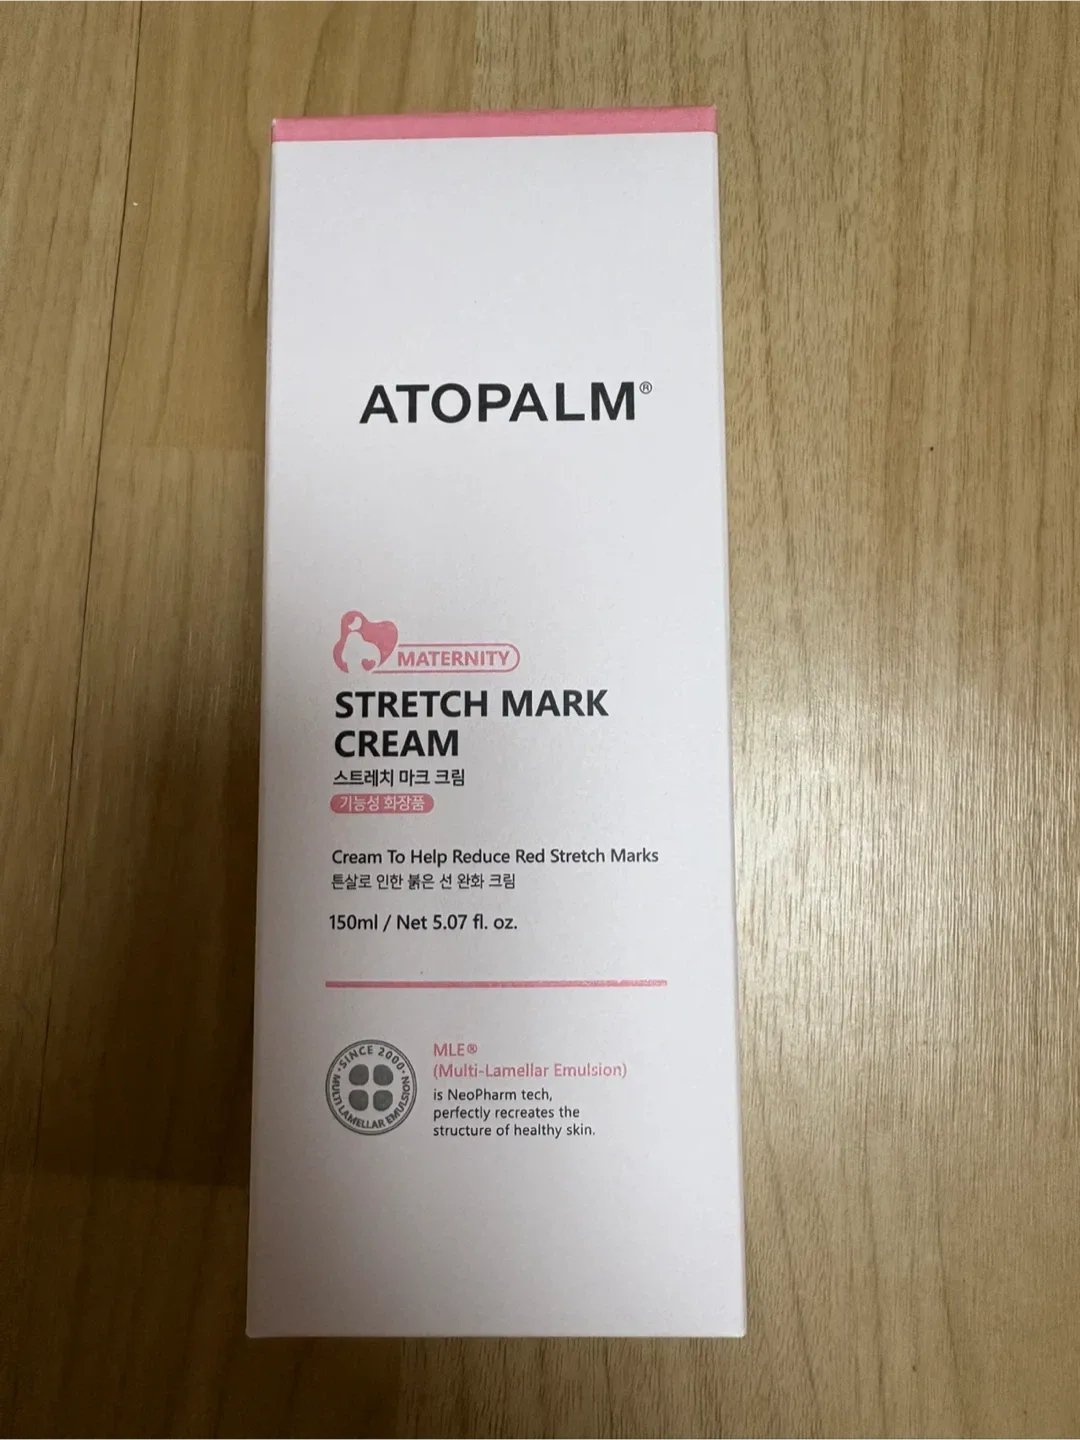 ATOPALM®
MATERNITY
STRETCH MARK
CREAM
스트레치 마크 크림
기능성 화장품
Cream To Help Reduce Red Stretch Marks
튼살로 인한 붉은 선 완화 크림
150ml / Net 5.07 fl. oz.
·SINCE 2000·
MULTI LAMELLAR EMULSION
MLE®
(Multi-Lamellar Emulsion)
is NeoPharm tech,
perfectly recreates the
structure of healthy skin.